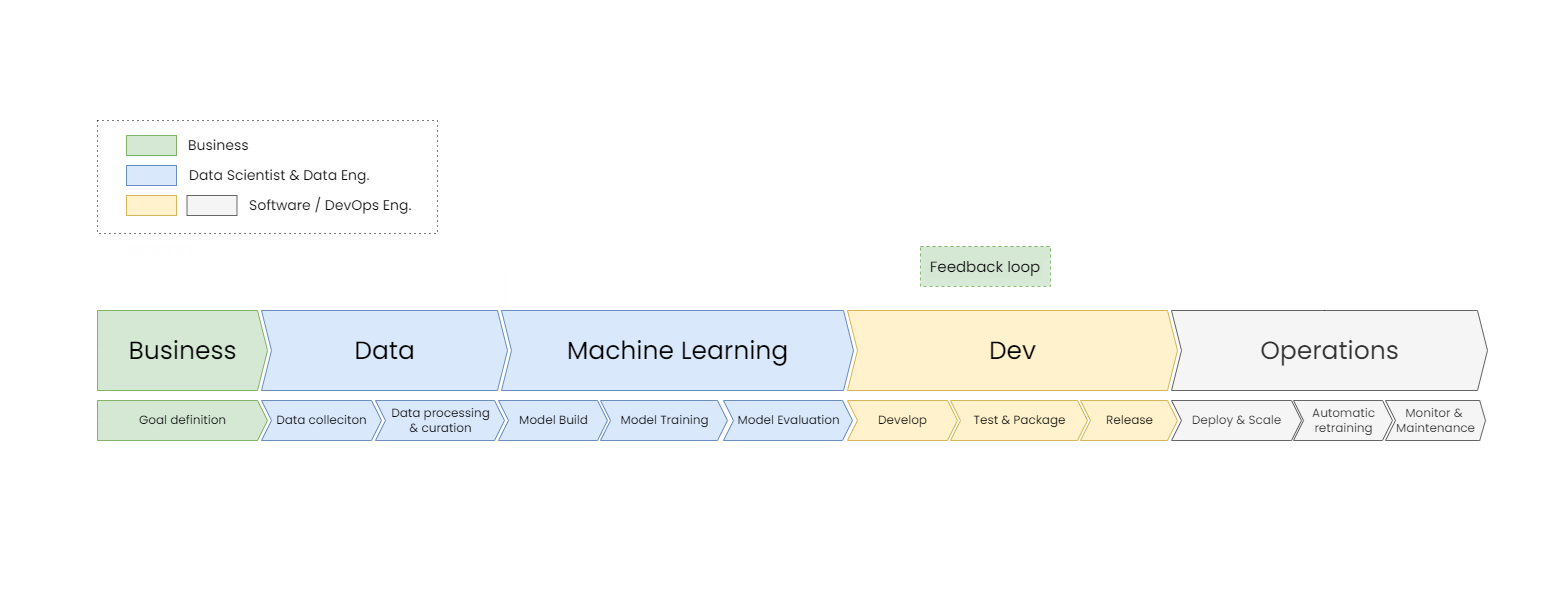 Business
Data Scientist & Data Eng.
Software / DevOps Eng.
Feedback loop
Business
Data
Machine Learning
Dev
Operations
Goal definition
Data colleciton
Data processing
& curation
Model Build
Model Training
Model Evaluation
Develop
Test & Package
Release
Deploy & Scale
Automatic
retraining
Monitor &
Maintenance